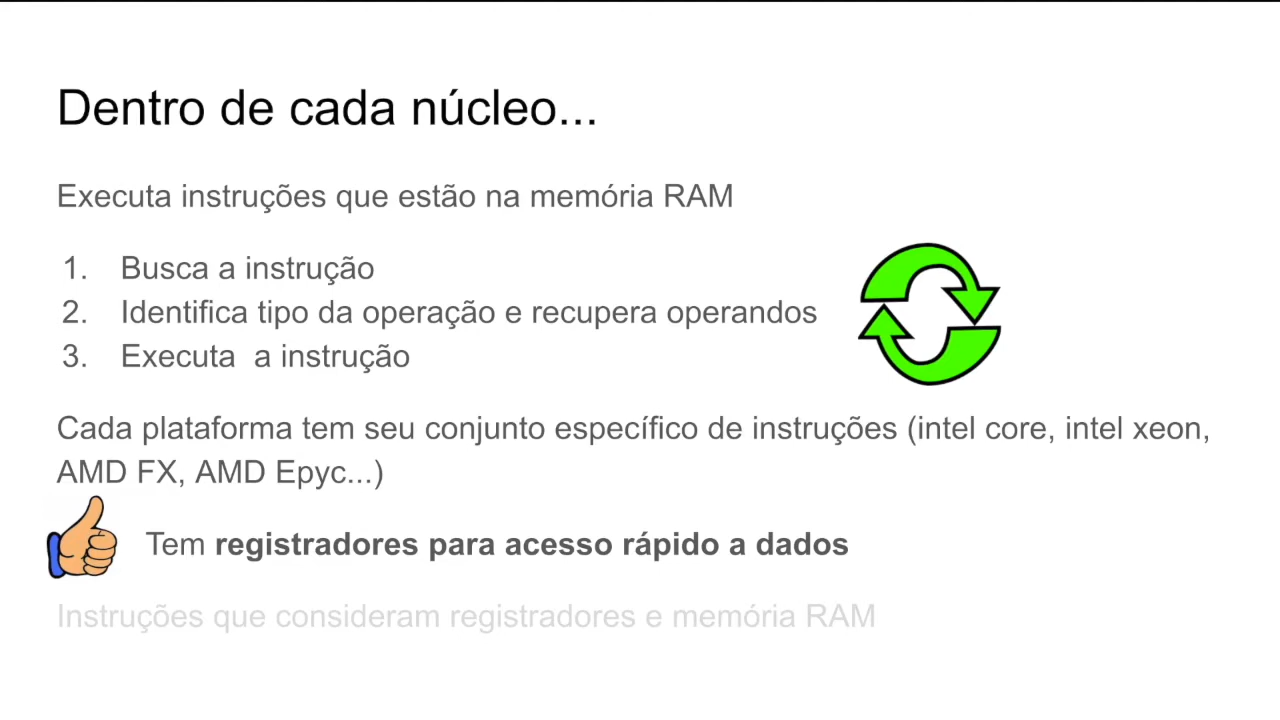 Dentro de cada núcleo...
Executa instruções que estão na memória RAM
1. Busca a instrução
2. Identifica tipo da operação e recupera operandos
3. Executa  a instrução
Cada plataforma tem seu conjunto específico de instruções (intel core, intel xeon,
AMD FX, AMD Epyc...)
Tem registradores para acesso rápido a dados
Instruções que consideram registradores e memória RAM